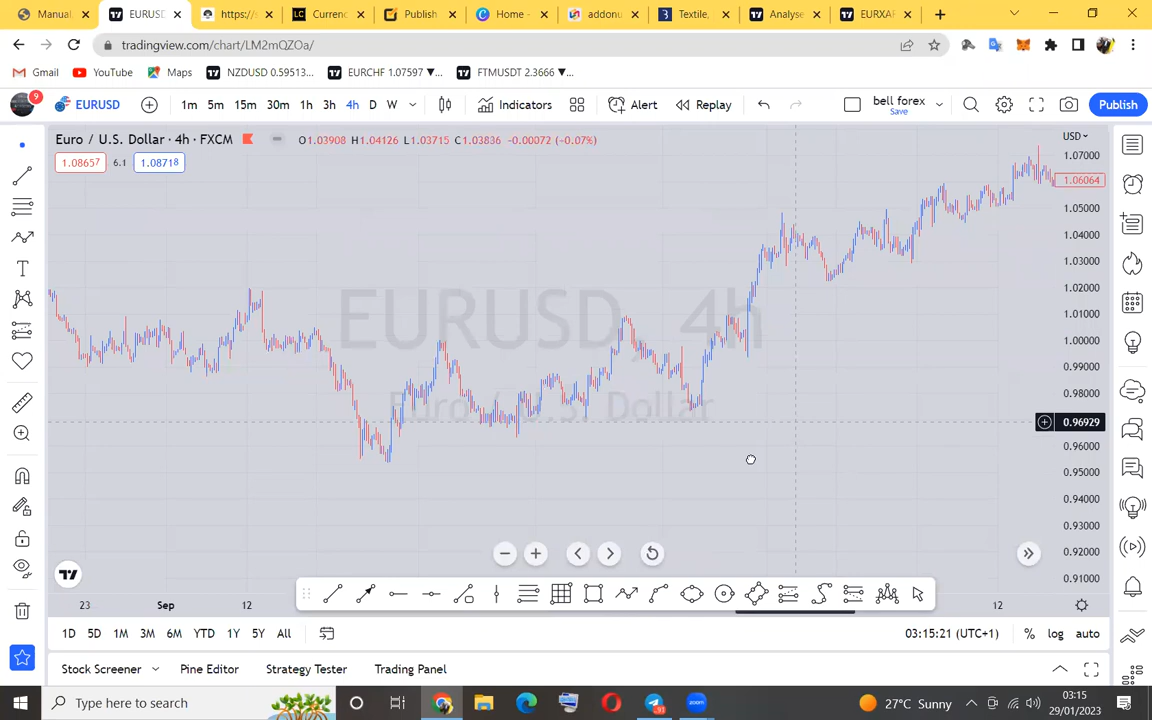 Manual, EURUSD https://s Currenc Publish Home - addonu Textile, Analyse EURXAF
tradingview.com/chart/LM2mQZOa/
Gmail YouTube Maps NZDUSD 0.59513... EURCHF 1.07597 ▼... FTMUSDT 2.3666 ▼...
9 EURUSD 1m 5m 15m 30m 1h 3h 4h D W Indicators Alert Replay bell forex Save Publish
Euro / U.S. Dollar · 4h · FXCM O1.03908 H1.04126 L1.03715 C1.03836 -0.00072 (-0.07%)
1.08657 6.1 1.08718
USD
1.07000
1.06064
1.05000
1.04000
1.03000
1.02000
1.01000
1.00000
0.99000
0.98000
0.96929
0.96000
0.95000
0.94000
0.93000
0.92000
0.91000
EURUSD, 4h
Euro / U.S. Dollar
23 Sep 12 26 12
1D 5D 1M 3M 6M YTD 1Y 5Y All 03:15:21 (UTC+1) % log auto
Stock Screener Pine Editor Strategy Tester Trading Panel
Type here to search 27°C Sunny 03:15
29/01/2023